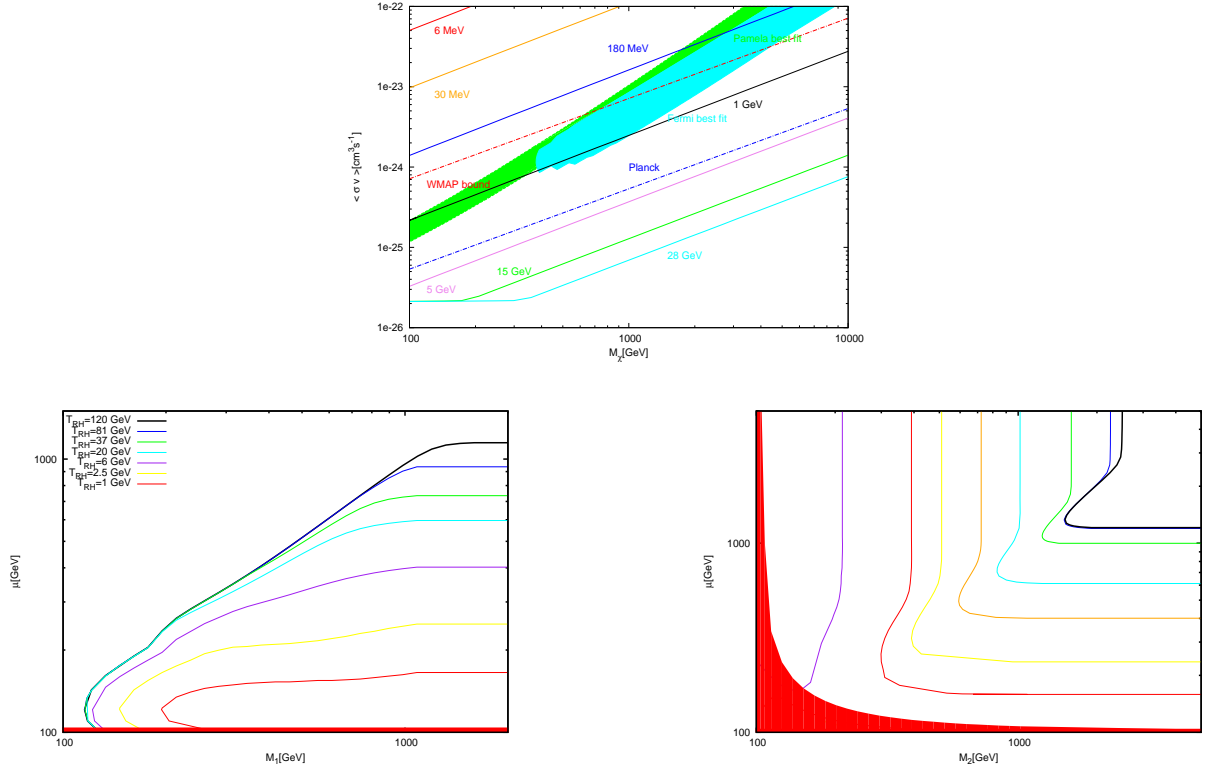 1e-22
6 MeV
Pamela best fit
180 MeV
1e-23
30 MeV
1 GeV
Fermi best fit
< σ v >[cm³s⁻¹]
1e-24
Planck
WMAP bound
1e-25
28 GeV
15 GeV
5 GeV
1e-26
100
1000
10000
M_χ[GeV]
T_RH=120 GeV
T_RH=81 GeV
T_RH=37 GeV
T_RH=20 GeV
T_RH=6 GeV
T_RH=2.5 GeV
T_RH=1 GeV
1000
μ[GeV]
100
100
1000
M₁[GeV]
1000
μ[GeV]
100
100
1000
M₂[GeV]